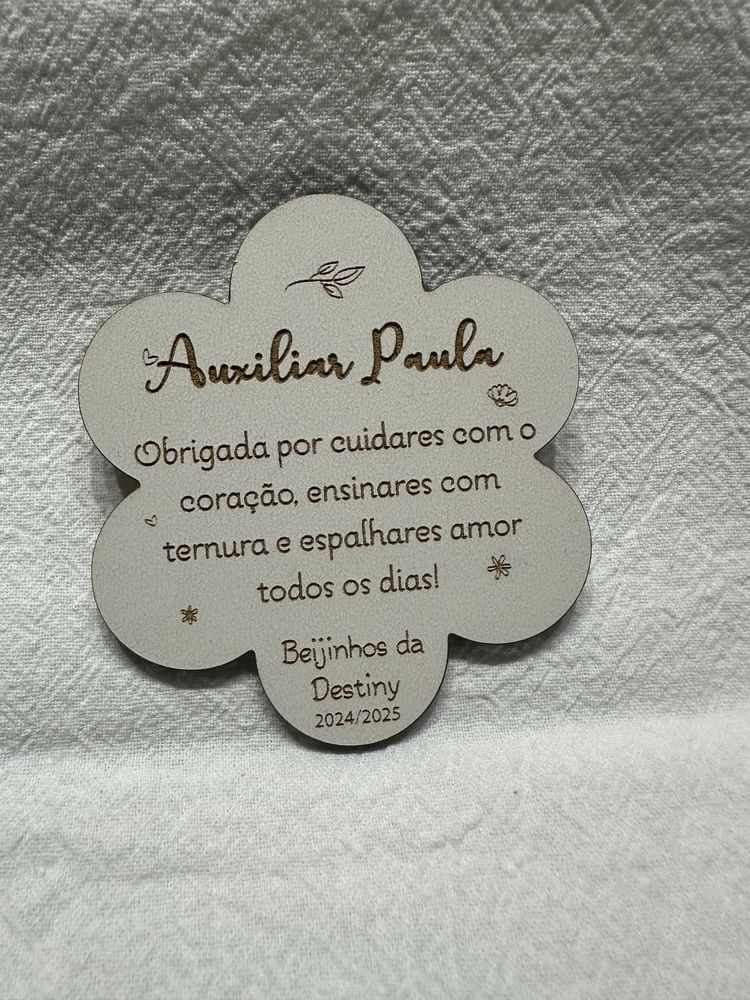 Auxiliar Paula
Obrigada por cuidares com o
coração, ensinares com
ternura e espalhares amor
todos os dias!
Beijinhos da
Destiny
2024/2025